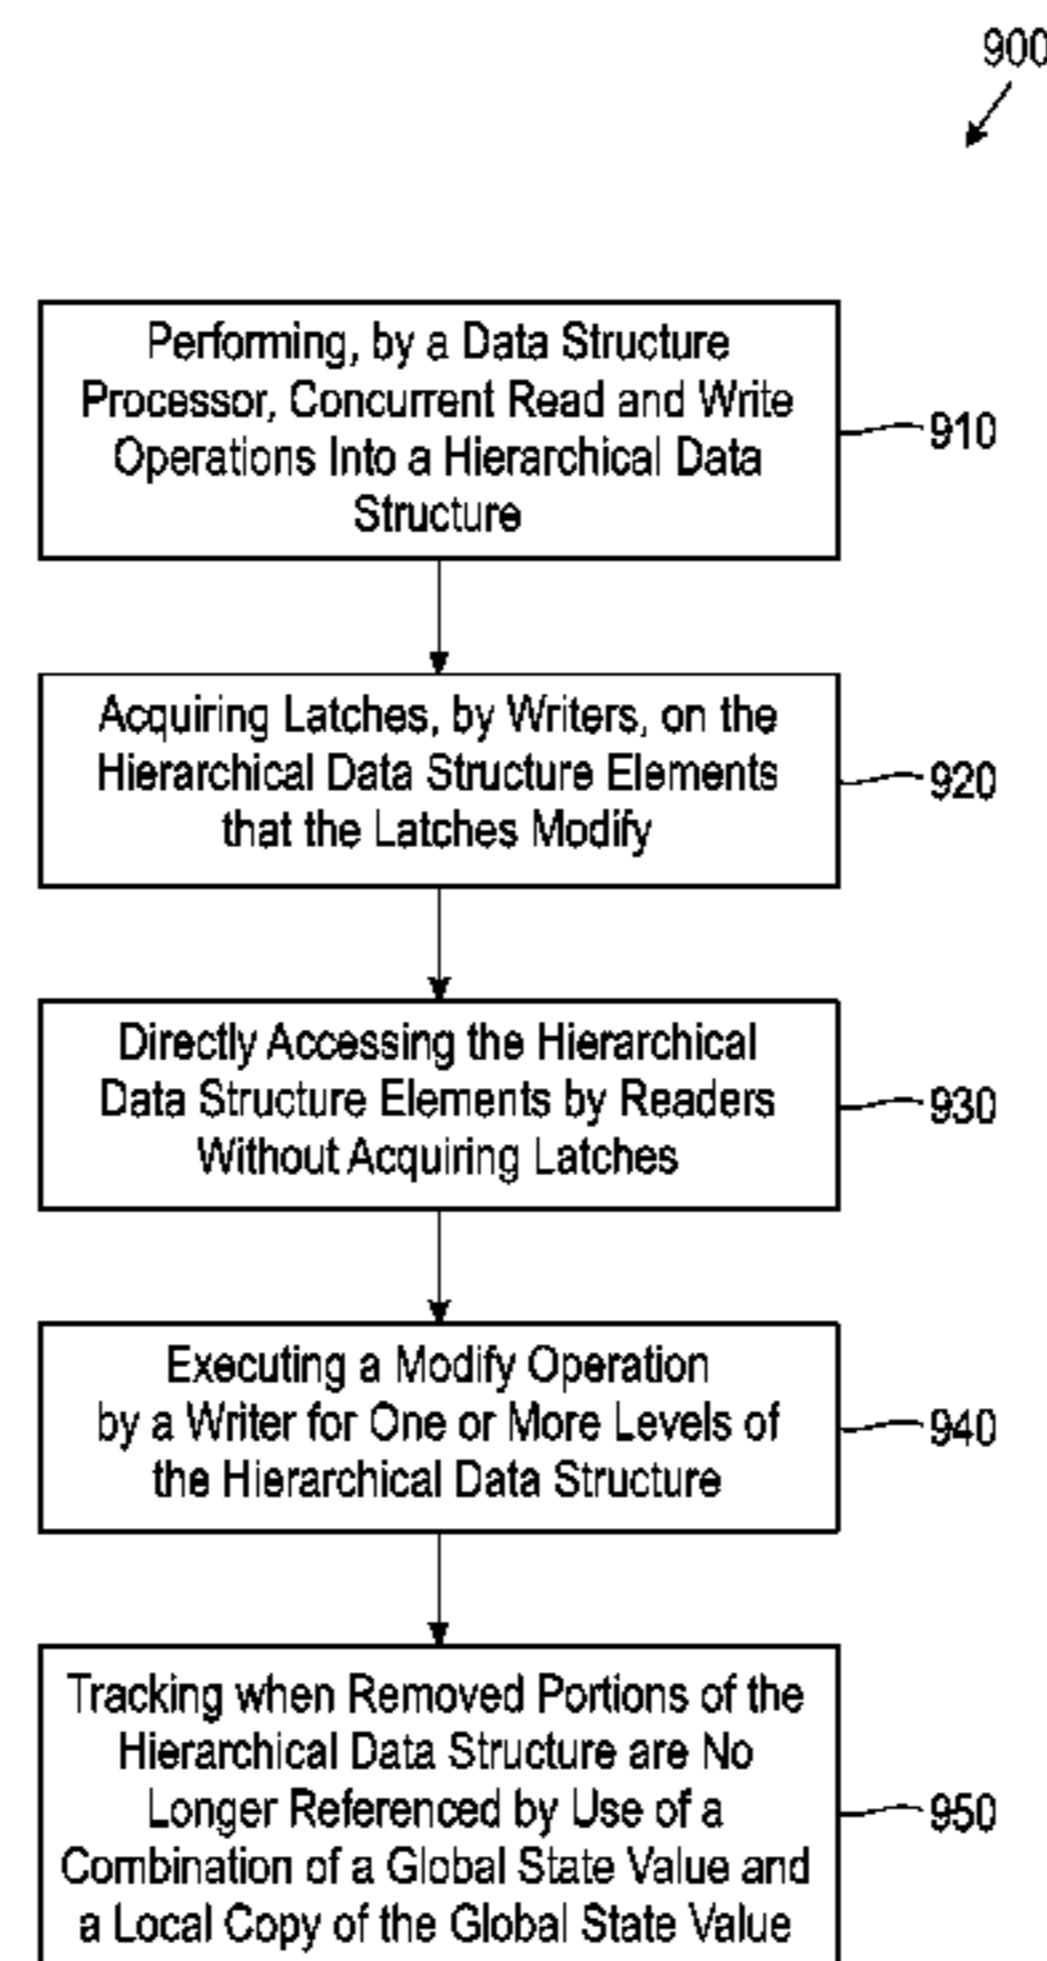 900
Performing, by a Data Structure
Processor, Concurrent Read and Write
Operations Into a Hierarchical Data
Structure
910
Acquiring Latches, by Writers, on the
Hierarchical Data Structure Elements
that the Latches Modify
920
Directly Accessing the Hierarchical
Data Structure Elements by Readers
Without Acquiring Latches
930
Executing a Modify Operation
by a Writer for One or More Levels of
the Hierarchical Data Structure
940
Tracking when Removed Portions of the
Hierarchical Data Structure are No
Longer Referenced by Use of a
Combination of a Global State Value and
a Local Copy of the Global State Value
950